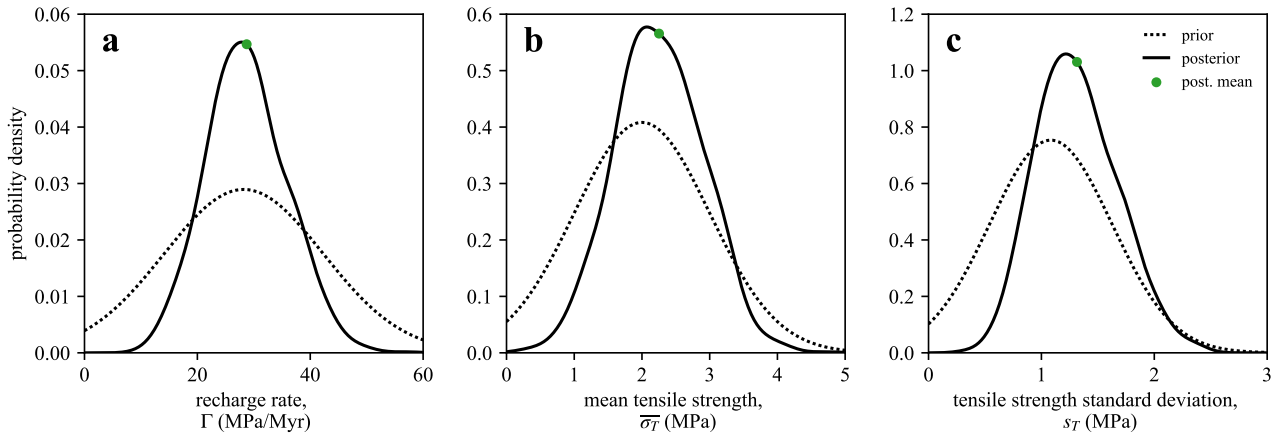 a
0.06
0.05
0.04
0.03
0.02
0.01
0.00
probability density
0 20 40 60
recharge rate,
Γ (MPa/Myr)
b
0.6
0.5
0.4
0.3
0.2
0.1
0.0
0 1 2 3 4 5
mean tensile strength,
$\overline{\sigma_T}$ (MPa)
c
prior
posterior
post. mean
1.2
1.0
0.8
0.6
0.4
0.2
0.0
0 1 2 3
tensile strength standard deviation,
$s_T$ (MPa)